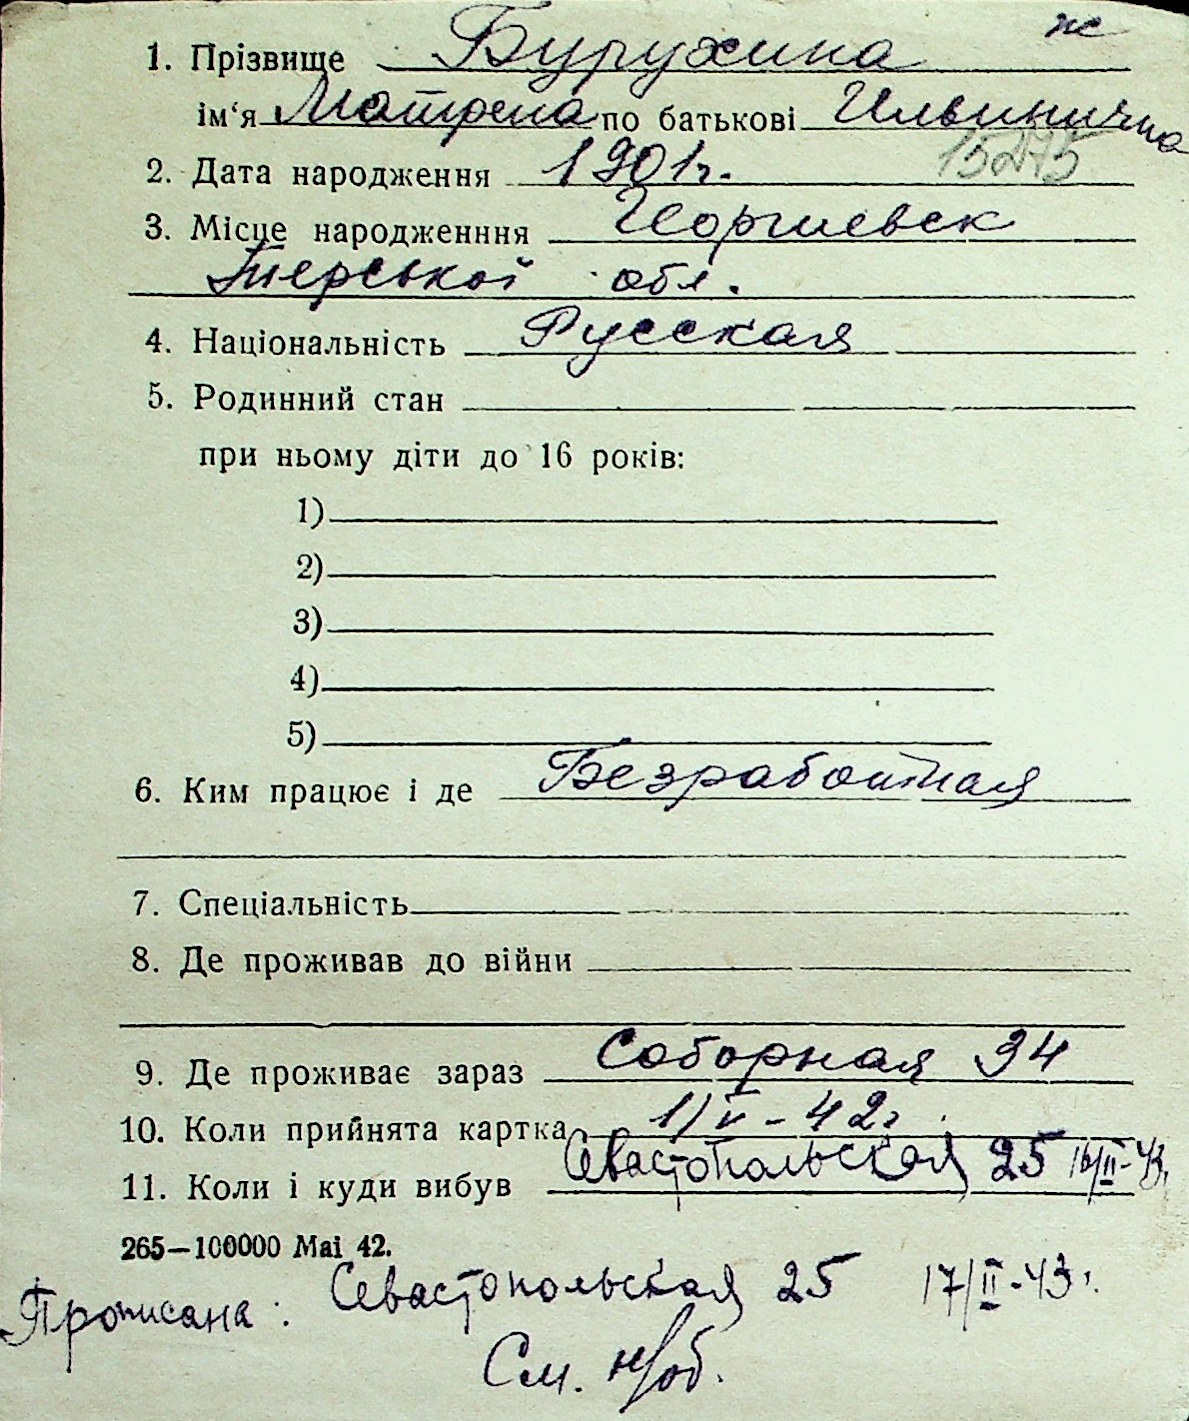 ж
1. Прізвище Бурухина
ім‘я Матрена по батькові Ильинична
15275
2. Дата народження 1901г.
3. Місце народженння Георгиевск
Терської обл.
4. Національність Русская
5. Родинний стан
при ньому діти до 16 років:
1)
2)
3)
4)
5)
6. Ким працює і де Безработная
7. Спеціальність
8. Де проживав до війни
9. Де проживає зараз Соборная 34
10. Коли прийнята картка 1/V - 42г.
11. Коли і куди вибув Севастопольская 25 16/II-43г.
265—100000 Mai 42.
Прописана: Севастопольская 25 17/II-43г.
См. н/об.